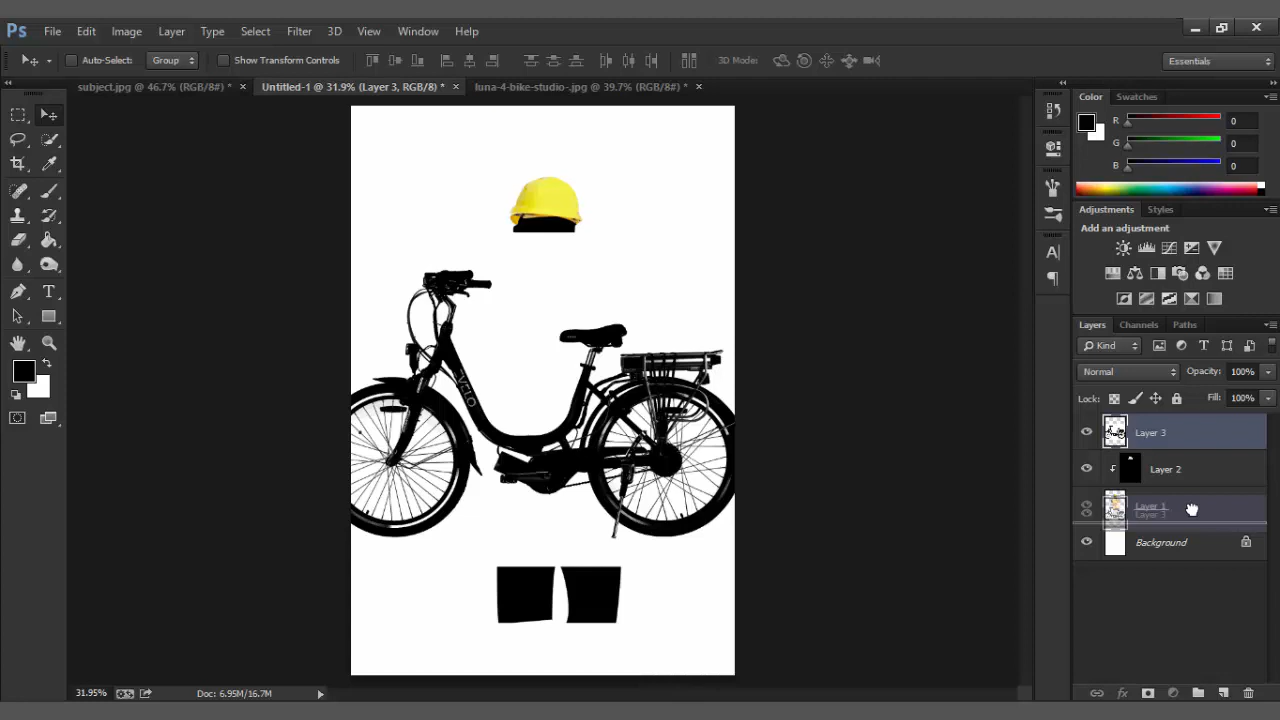 Ps File Edit Image Layer Type Select Filter 3D View Window Help
Auto-Select: Group Show Transform Controls 3D Mode: Essentials
subject.jpg @ 46.7% (RGB/8#) * × Untitled-1 @ 31.9% (Layer 3, RGB/8) * × luna-4-bike-studio-.jpg @ 39.7% (RGB/8#) * ×
Color Swatches
R 0
G 0
B 0
Adjustments Styles
Add an adjustment
Layers Channels Paths
Kind
Normal Opacity: 100%
Lock: Fill: 100%
Layer 3
Layer 2
Layer 1
Layer 3
Background
VELO
31.95% Doc: 6.95M/16.7M